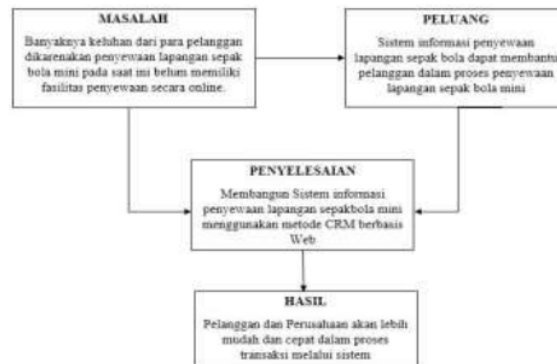 MASALAH
Banyaknya keluhan dari para pelanggan
dikarenakan penyewaan lapangan sepak
bola mini pada saat ini belum memiliki
fasilitas penyewaan secara online.
PELUANG
Sistem informasi penyewaan
lapangan sepak bola dapat membantu
pelanggan dalam proses penyewaan
lapangan sepak bola mini
PENYELESAIAN
Membangun Sistem informasi
penyewaan lapangan sepakbola mini
menggunakan metode CRM berbasis
Web
HASIL
Pelanggan dan Perusahaan akan lebih
mudah dan cepat dalam proses
transaksi melalui sistem